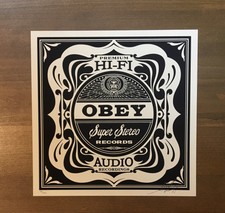 PREMIUM
HI-FI
OBEY
Super Stereo
RECORDS
AUDIO
RECORDINGS